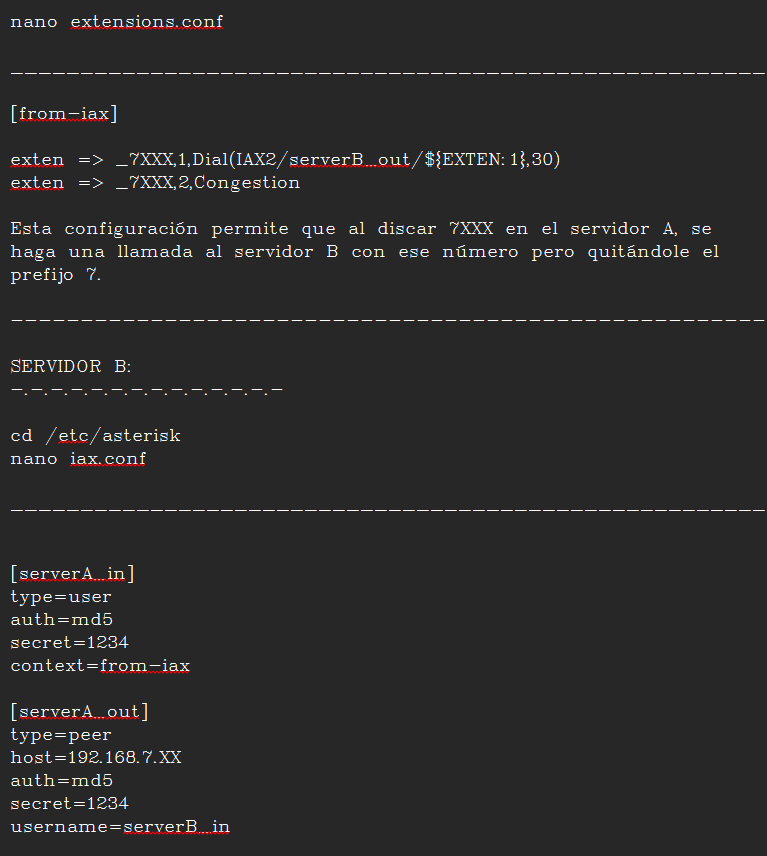 nano extensions.conf
------------------------------------------------------
[from-iax]
exten => _7XXX,1,Dial(IAX2/serverB_out/${EXTEN:1},30)
exten => _7XXX,2,Congestion
Esta configuración permite que al discar 7XXX en el servidor A, se
haga una llamada al servidor B con ese número pero quitándole el
prefijo 7.
------------------------------------------------------
SERVIDOR B:
-.-.-.-.-.-.-.-.-.-.-.-.-.-
cd /etc/asterisk
nano iax.conf
------------------------------------------------------
[serverA_in]
type=user
auth=md5
secret=1234
context=from-iax
[serverA_out]
type=peer
host=192.168.7.XX
auth=md5
secret=1234
username=serverB_in